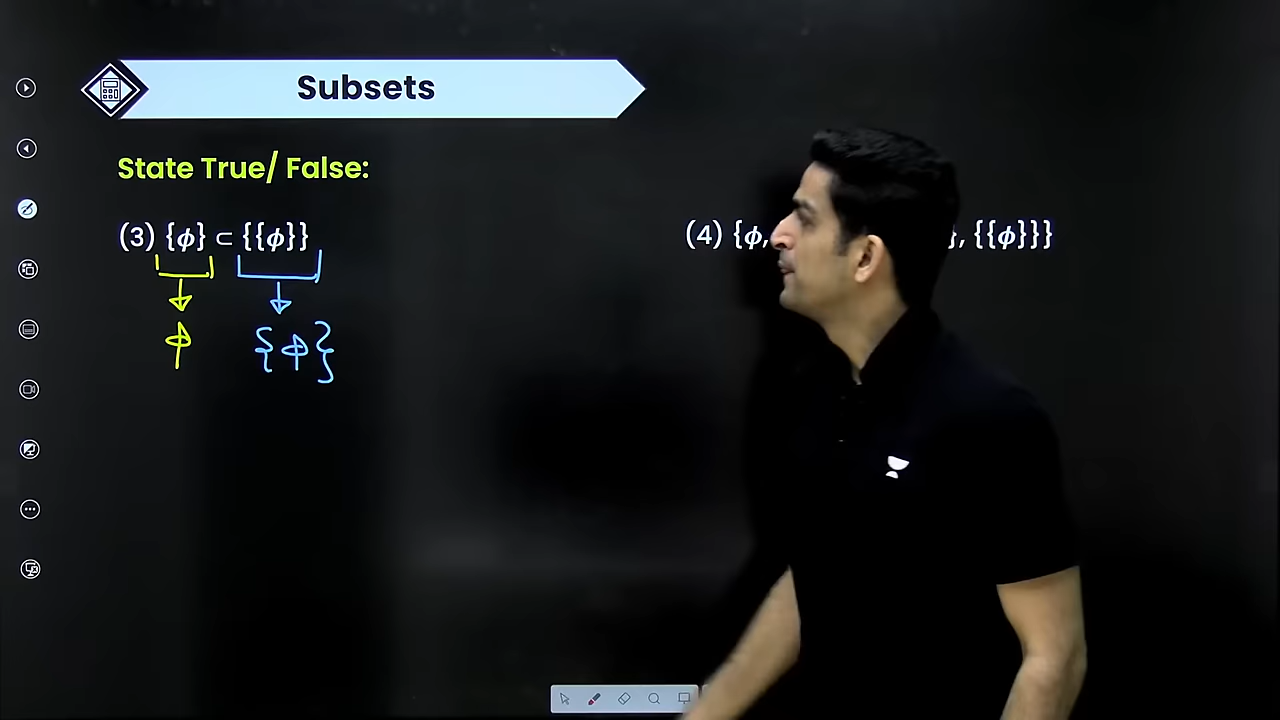 Subsets
State True/ False:
(3) {ϕ} ⊂ {{ϕ}}
(4) {ϕ, }, {{ϕ}}}
ϕ {ϕ}